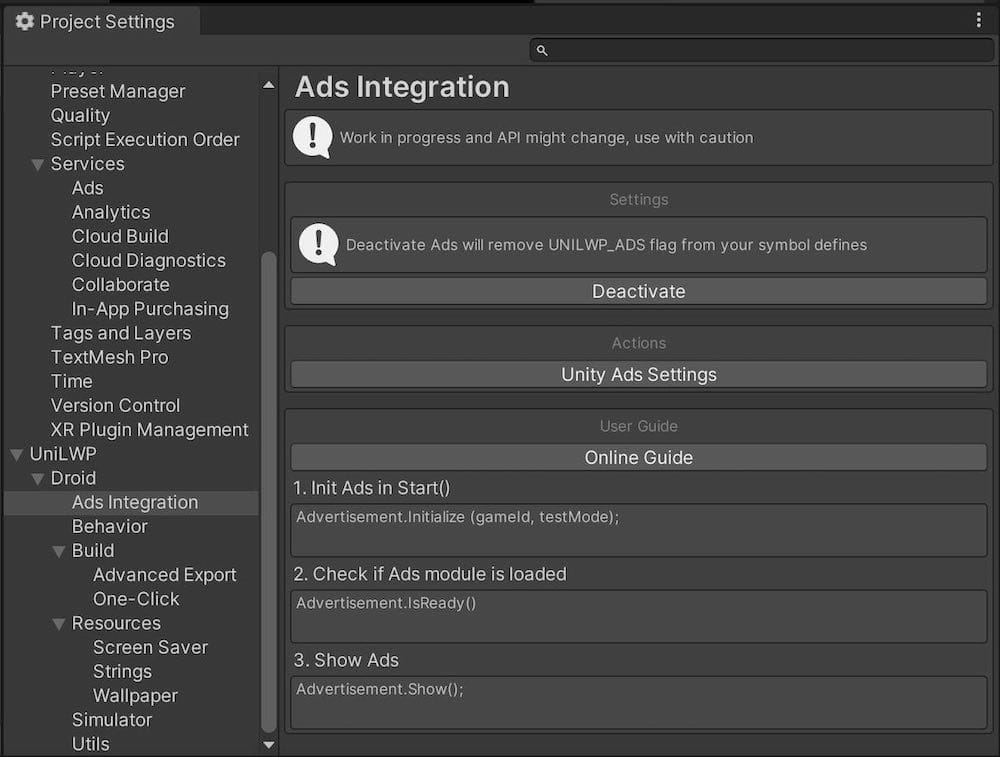 Project Settings
Preset Manager
Quality
Script Execution Order
Services
Ads
Analytics
Cloud Build
Cloud Diagnostics
Collaborate
In-App Purchasing
Tags and Layers
TextMesh Pro
Time
Version Control
XR Plugin Management
UniLWP
Droid
Ads Integration
Behavior
Build
Advanced Export
One-Click
Resources
Screen Saver
Strings
Wallpaper
Simulator
Utils
Ads Integration
Work in progress and API might change, use with caution
Settings
Deactivate Ads will remove UNILWP_ADS flag from your symbol defines
Deactivate
Actions
Unity Ads Settings
User Guide
Online Guide
1. Init Ads in Start()
Advertisement.Initialize (gameId, testMode);
2. Check if Ads module is loaded
Advertisement.IsReady()
3. Show Ads
Advertisement.Show();